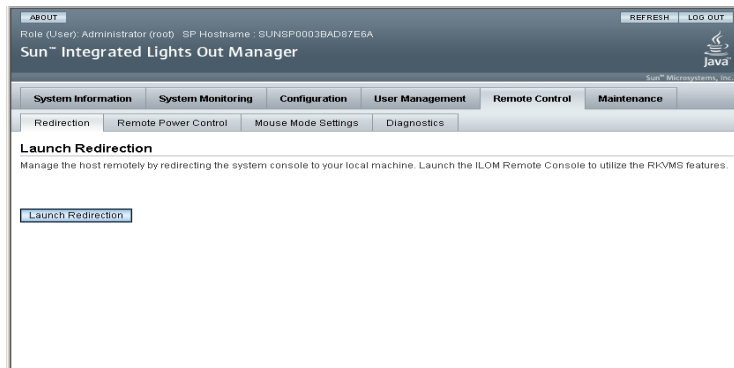 ABOUT REFRESH LOG OUT
Role (User): Administrator (root) SP Hostname : SUNSP0003BAD87E6A
Sun™ Integrated Lights Out Manager
Java
Sun™ Microsystems, Inc.
System Information System Monitoring Configuration User Management Remote Control Maintenance
Redirection Remote Power Control Mouse Mode Settings Diagnostics
Launch Redirection
Manage the host remotely by redirecting the system console to your local machine. Launch the ILOM Remote Console to utilize the RKVMS features.
Launch Redirection